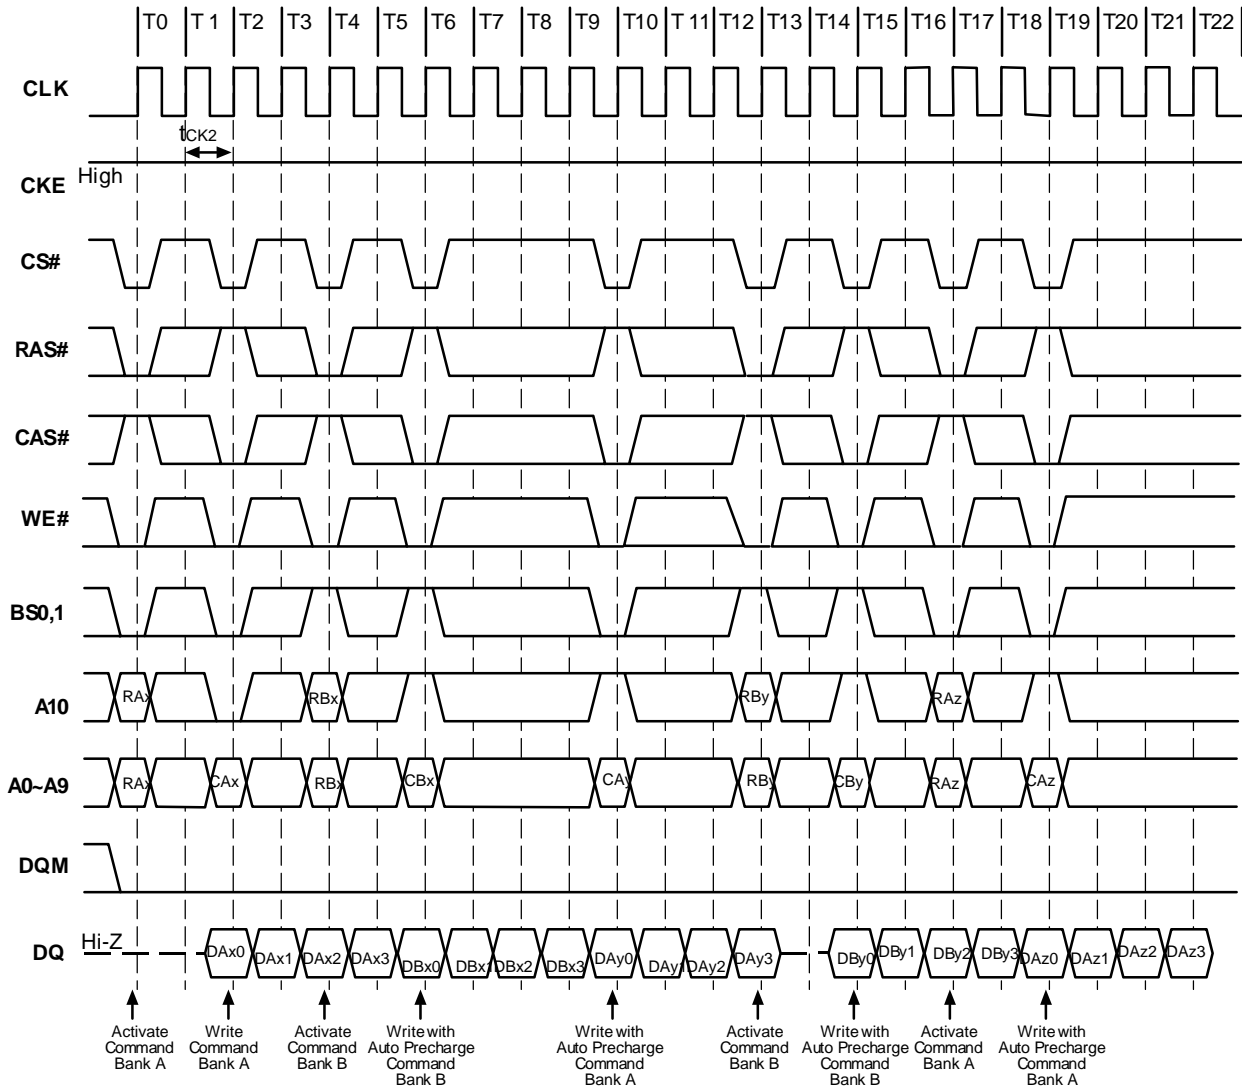 T0 T 1 T2 T3 T4 T5 T6 T7 T8 T9 T10 T 11 T12 T13 T14 T15 T16 T17 T18 T19 T20 T21 T22
CLK
tCK2
High
CKE
CS#
RAS#
CAS#
WE#
BS0,1
RAx RBx RBy RAz
A10
RAx CAx RBx CBx CAy RBy CBy RAz CAz
A0~A9
DQM
Hi-Z
DQ
DAx0 DAx1 DAx2 DAx3 DBx0 DBx1 DBx2 DBx3 DAy0 DAy1 DAy2 DAy3 DBy0 DBy1 DBy2 DBy3 DAz0 DAz1 DAz2 DAz3
Activate Write Activate Write with Write with Activate Write with Activate Write with
Command Command Command Auto Precharge Auto Precharge Command Auto Precharge Command Auto Precharge
Bank A Bank A Bank B Command Command Bank B Command Bank A Command
Bank B Bank A Bank B Bank A